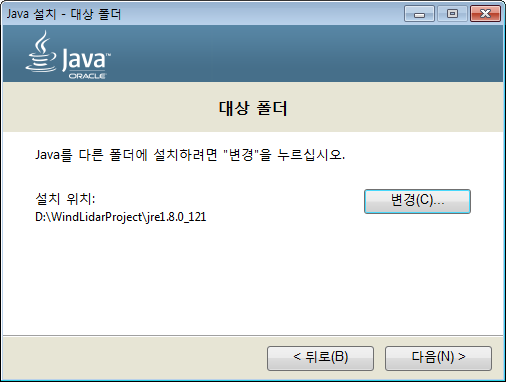 Java 설치 - 대상 폴더
Java™
ORACLE
대상 폴더
Java를 다른 폴더에 설치하려면 "변경"을 누르십시오.
설치 위치:
변경(C)...
D:\WindLidarProject\jre1.8.0_121
< 뒤로(B)
다음(N) >